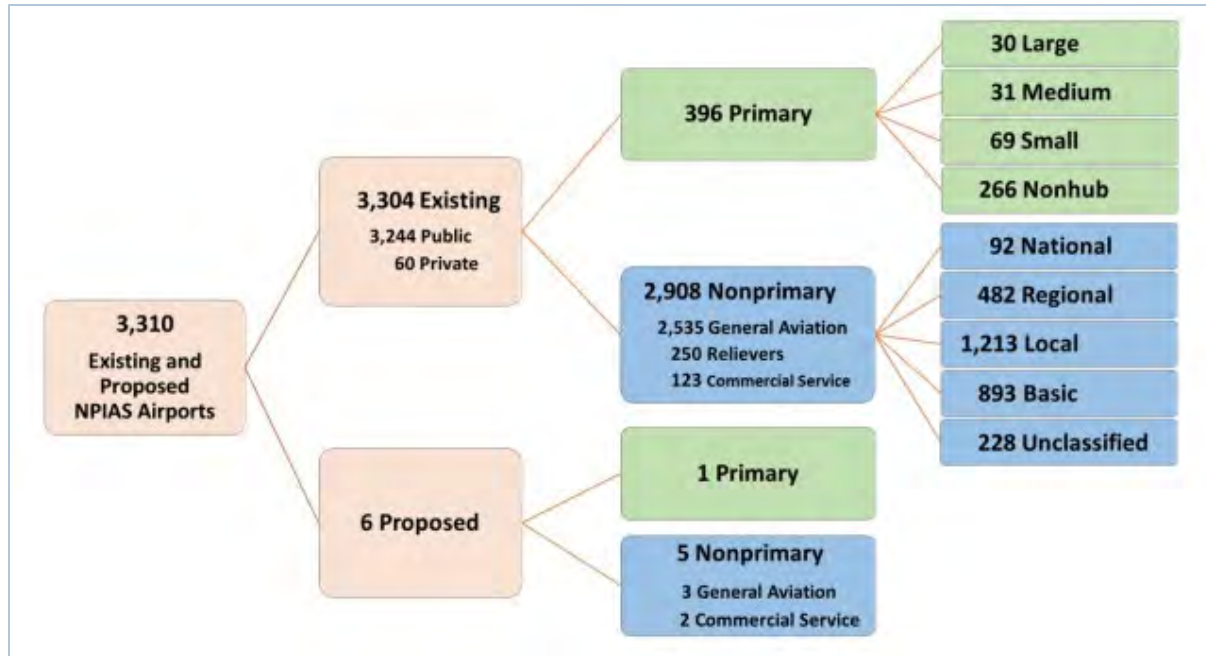 3,310
Existing and
Proposed
NPIAS Airports
3,304 Existing
3,244 Public
60 Private
6 Proposed
396 Primary
2,908 Nonprimary
2,535 General Aviation
250 Relievers
123 Commercial Service
1 Primary
5 Nonprimary
3 General Aviation
2 Commercial Service
30 Large
31 Medium
69 Small
266 Nonhub
92 National
482 Regional
1,213 Local
893 Basic
228 Unclassified